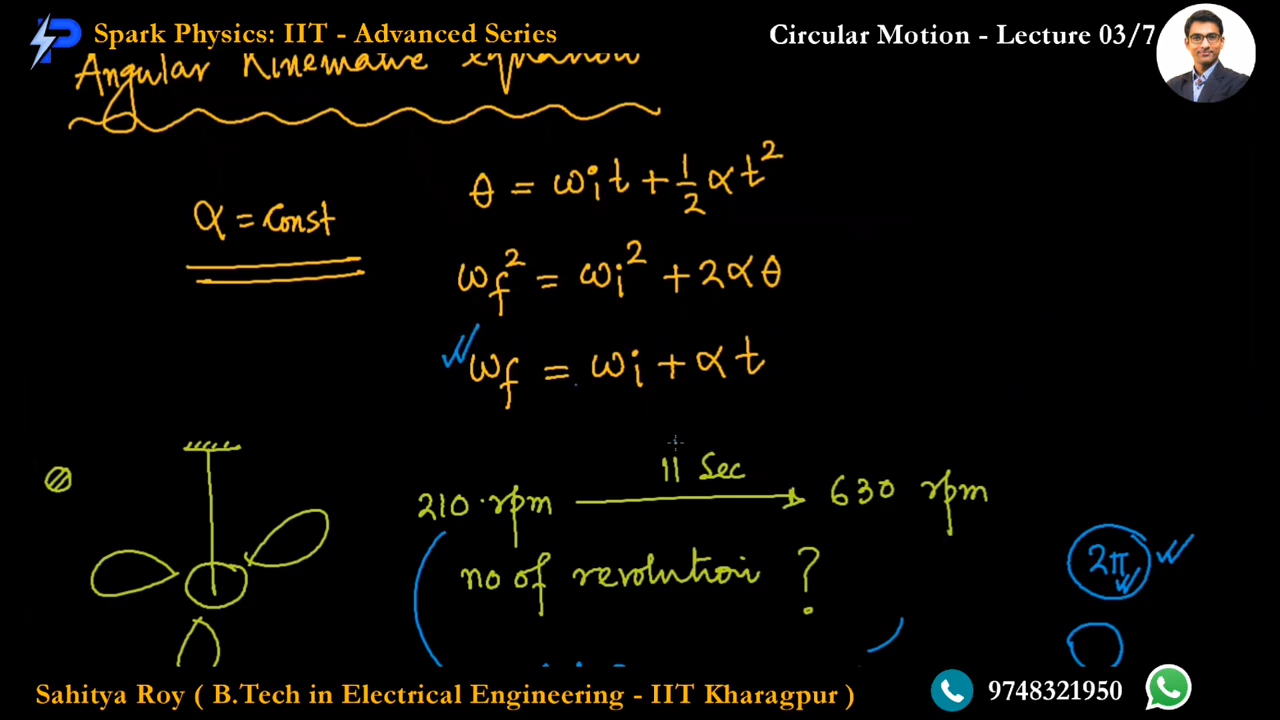 Spark Physics: IIT - Advanced Series
Circular Motion - Lecture 03/7
Angular Kinematic Equation
θ = ωit + 1/2 αt²
α = Const
ωf² = ωi² + 2αθ
ωf = ωi + αt
11 Sec
210 rpm → 630 rpm
no of revolution ?
2π
Sahitya Roy ( B.Tech in Electrical Engineering - IIT Kharagpur )
9748321950